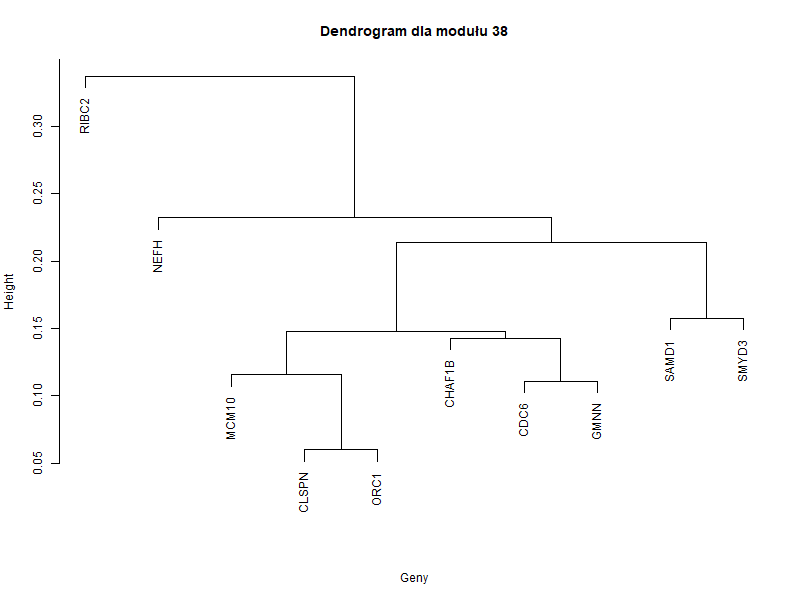 Dendrogram dla modułu 38
Height
0.30
0.25
0.20
0.15
0.10
0.05
RIBC2
NEFH
MCM10
CLSPN
ORC1
CHAF1B
CDC6
GMNN
SAMD1
SMYD3
Geny